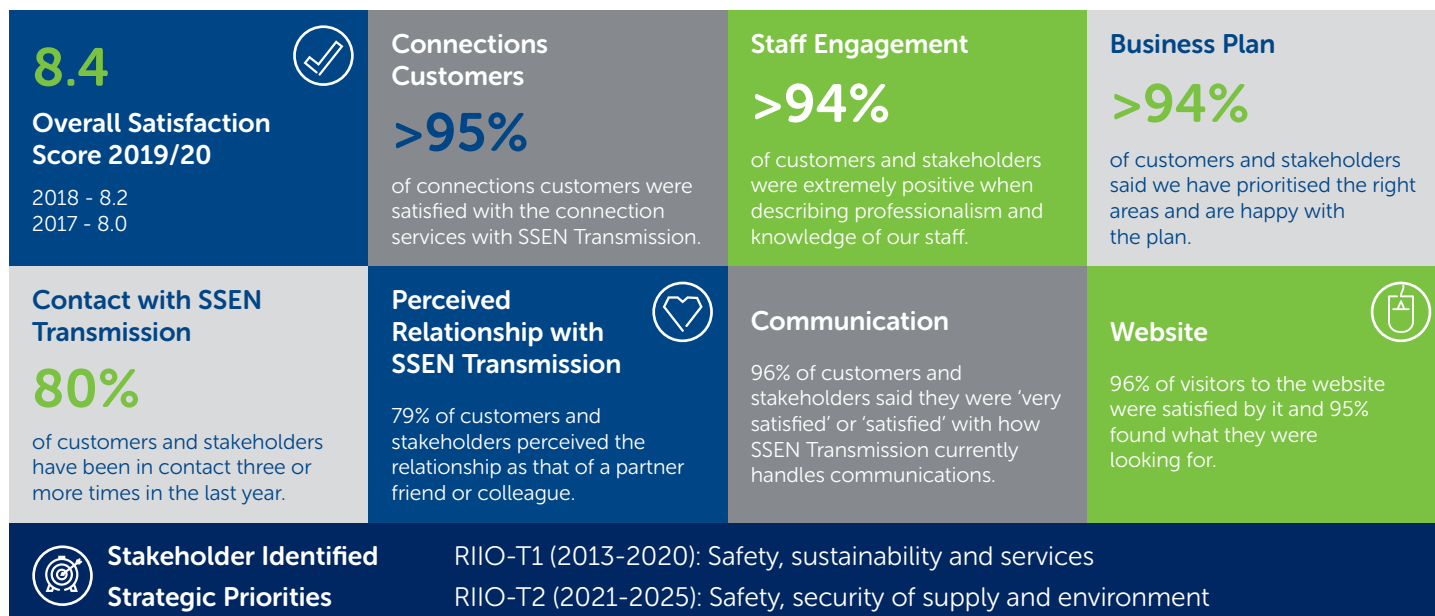 8.4
Overall Satisfaction
Score 2019/20
2018 - 8.2
2017 - 8.0
Connections
Customers
>95%
of connections customers were
satisfied with the connection
services with SSEN Transmission.
Staff Engagement
>94%
of customers and stakeholders
were extremely positive when
describing professionalism and
knowledge of our staff.
Business Plan
>94%
of customers and stakeholders
said we have prioritised the right
areas and are happy with
the plan.
Contact with SSEN
Transmission
80%
of customers and stakeholders
have been in contact three or
more times in the last year.
Perceived
Relationship with
SSEN Transmission
79% of customers and
stakeholders perceived the
relationship as that of a partner
friend or colleague.
Communication
96% of customers and
stakeholders said they were ‘very
satisfied’ or ‘satisfied’ with how
SSEN Transmission currently
handles communications.
Website
96% of visitors to the website
were satisfied by it and 95%
found what they were
looking for.
Stakeholder Identified
Strategic Priorities
RIIO-T1 (2013-2020): Safety, sustainability and services
RIIO-T2 (2021-2025): Safety, security of supply and environment